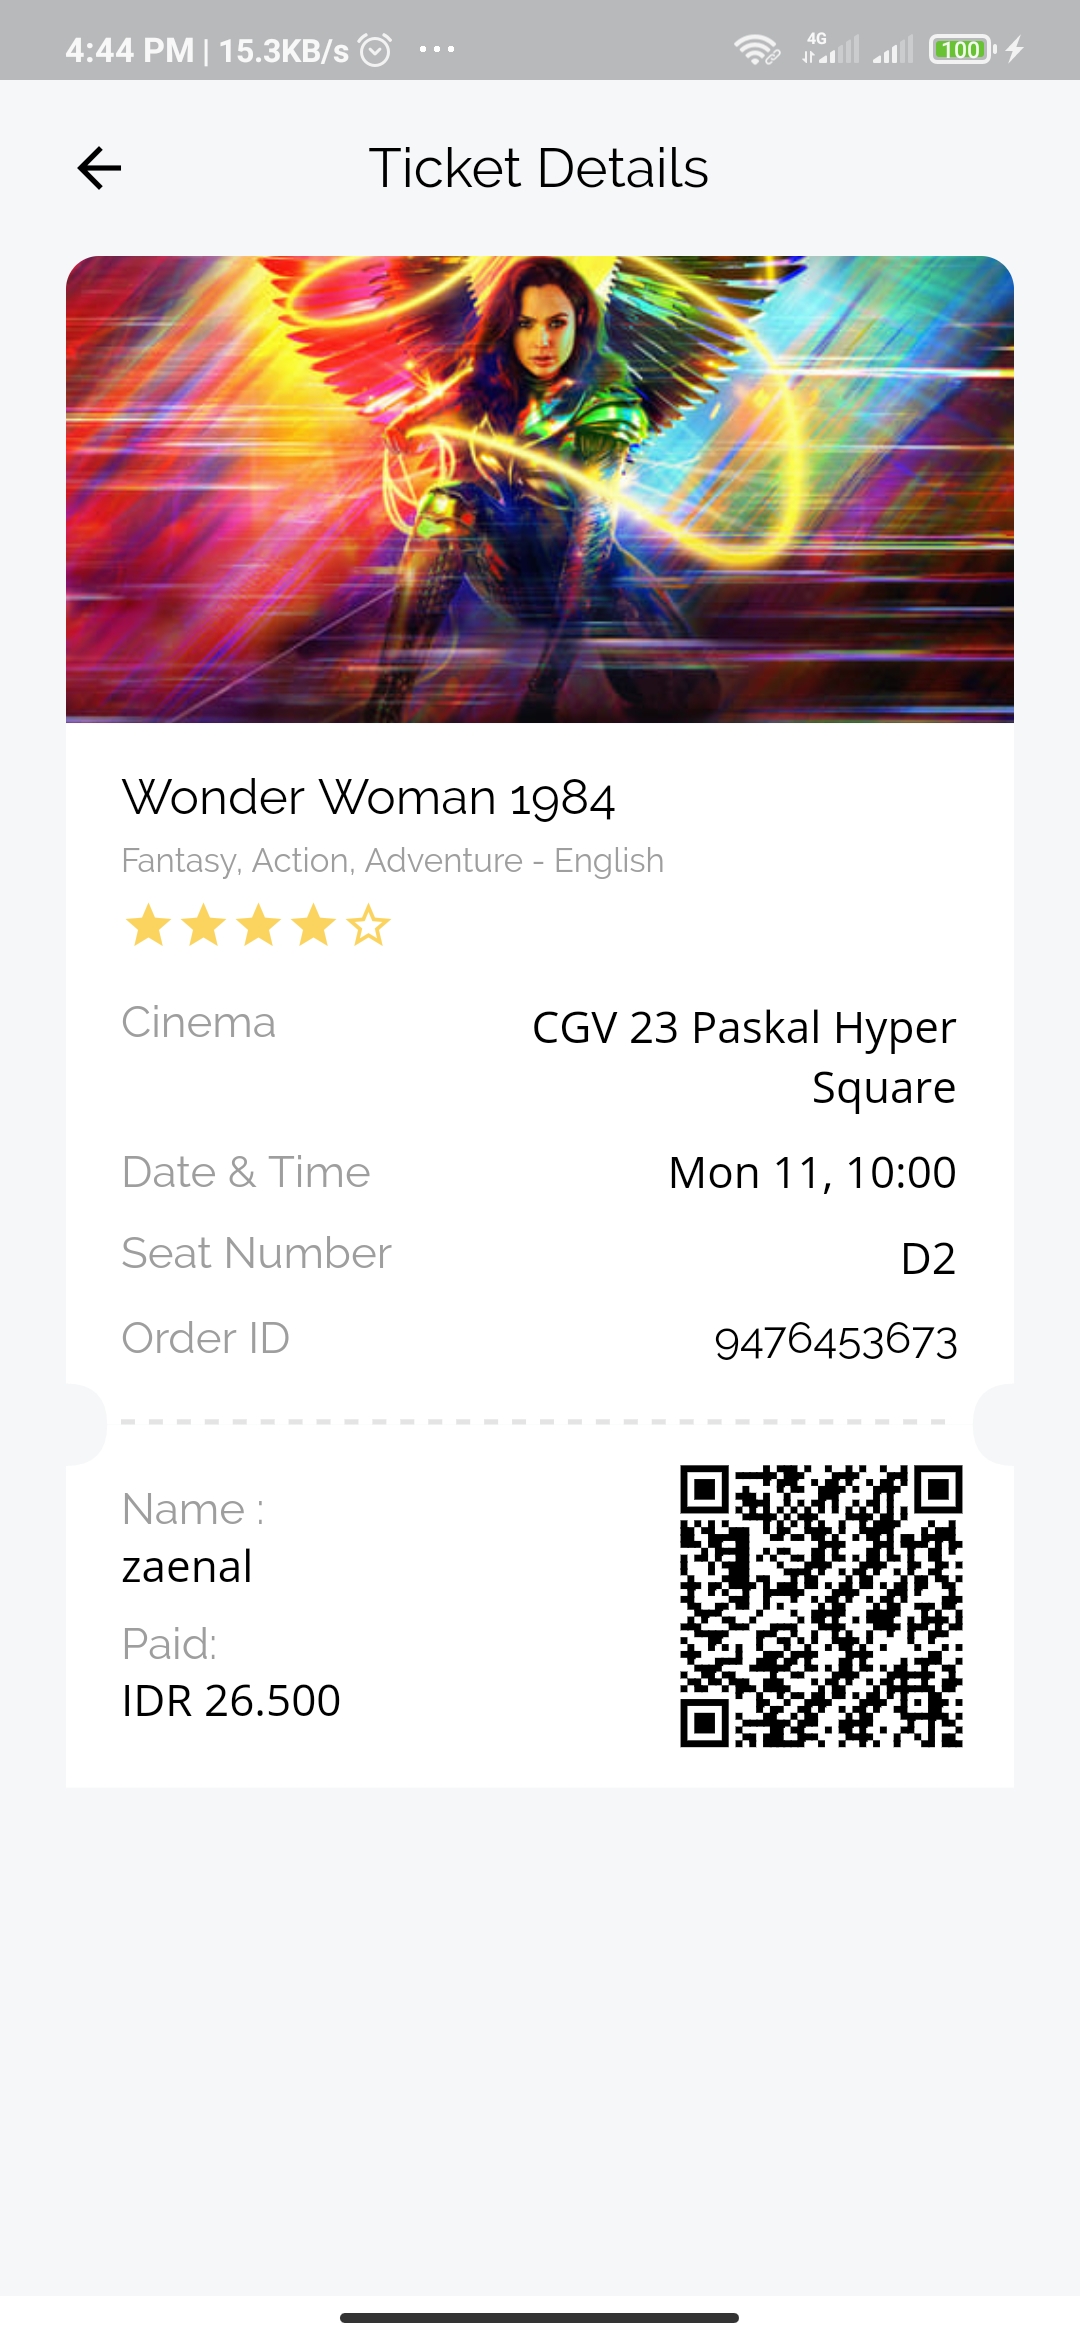 4:44 PM | 15.3KB/s
4G
100
Ticket Details
Wonder Woman 1984
Fantasy, Action, Adventure - English
Cinema
CGV 23 Paskal Hyper
Square
Date & Time
Mon 11, 10:00
Seat Number
D2
Order ID
9476453673
Name :
zaenal
Paid:
IDR 26.500